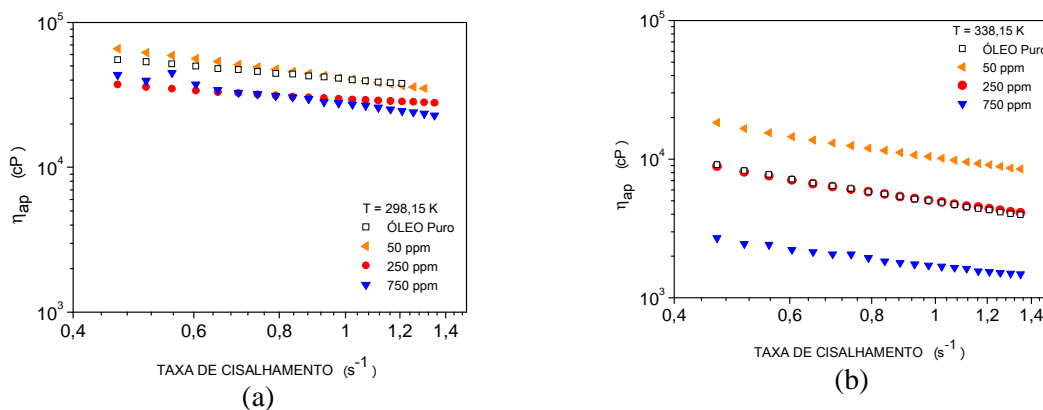 10^5
10^4
10^3
η_ap (cP)
T = 298,15 K
ÓLEO Puro
50 ppm
250 ppm
750 ppm
0,4 0,6 0,8 1 1,2 1,4
TAXA DE CISALHAMENTO (s^-1)
(a)
10^5
10^4
10^3
η_ap (cP)
T = 338,15 K
ÓLEO Puro
50 ppm
250 ppm
750 ppm
0,4 0,6 0,8 1 1,2 1,4
TAXA DE CISALHAMENTO (s^-1)
(b)